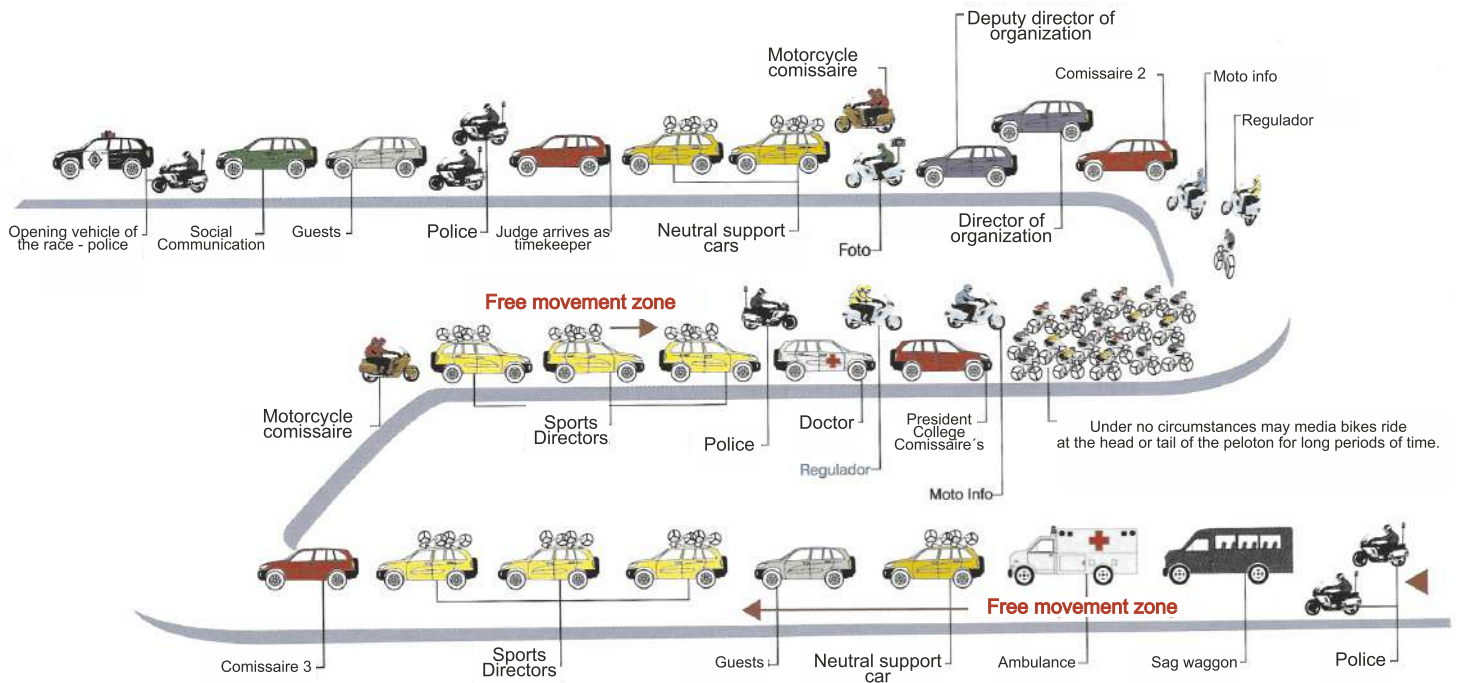 Deputy director of
organization
Motorcycle
comissaire
Comissaire 2
Moto info
Regulador
Opening vehicle of
the race - police
Social
Communication
Guests
Police
Judge arrives as
timekeeper
Neutral support
cars
Foto
Director of
organization
Free movement zone
Motorcycle
comissaire
Sports
Directors
Police
Doctor
Regulador
President
College
Comissaire´s
Moto Info
Under no circumstances may media bikes ride
at the head or tail of the peloton for long periods of time.
Free movement zone
Comissaire 3
Sports
Directors
Guests
Neutral support
car
Ambulance
Sag waggon
Police